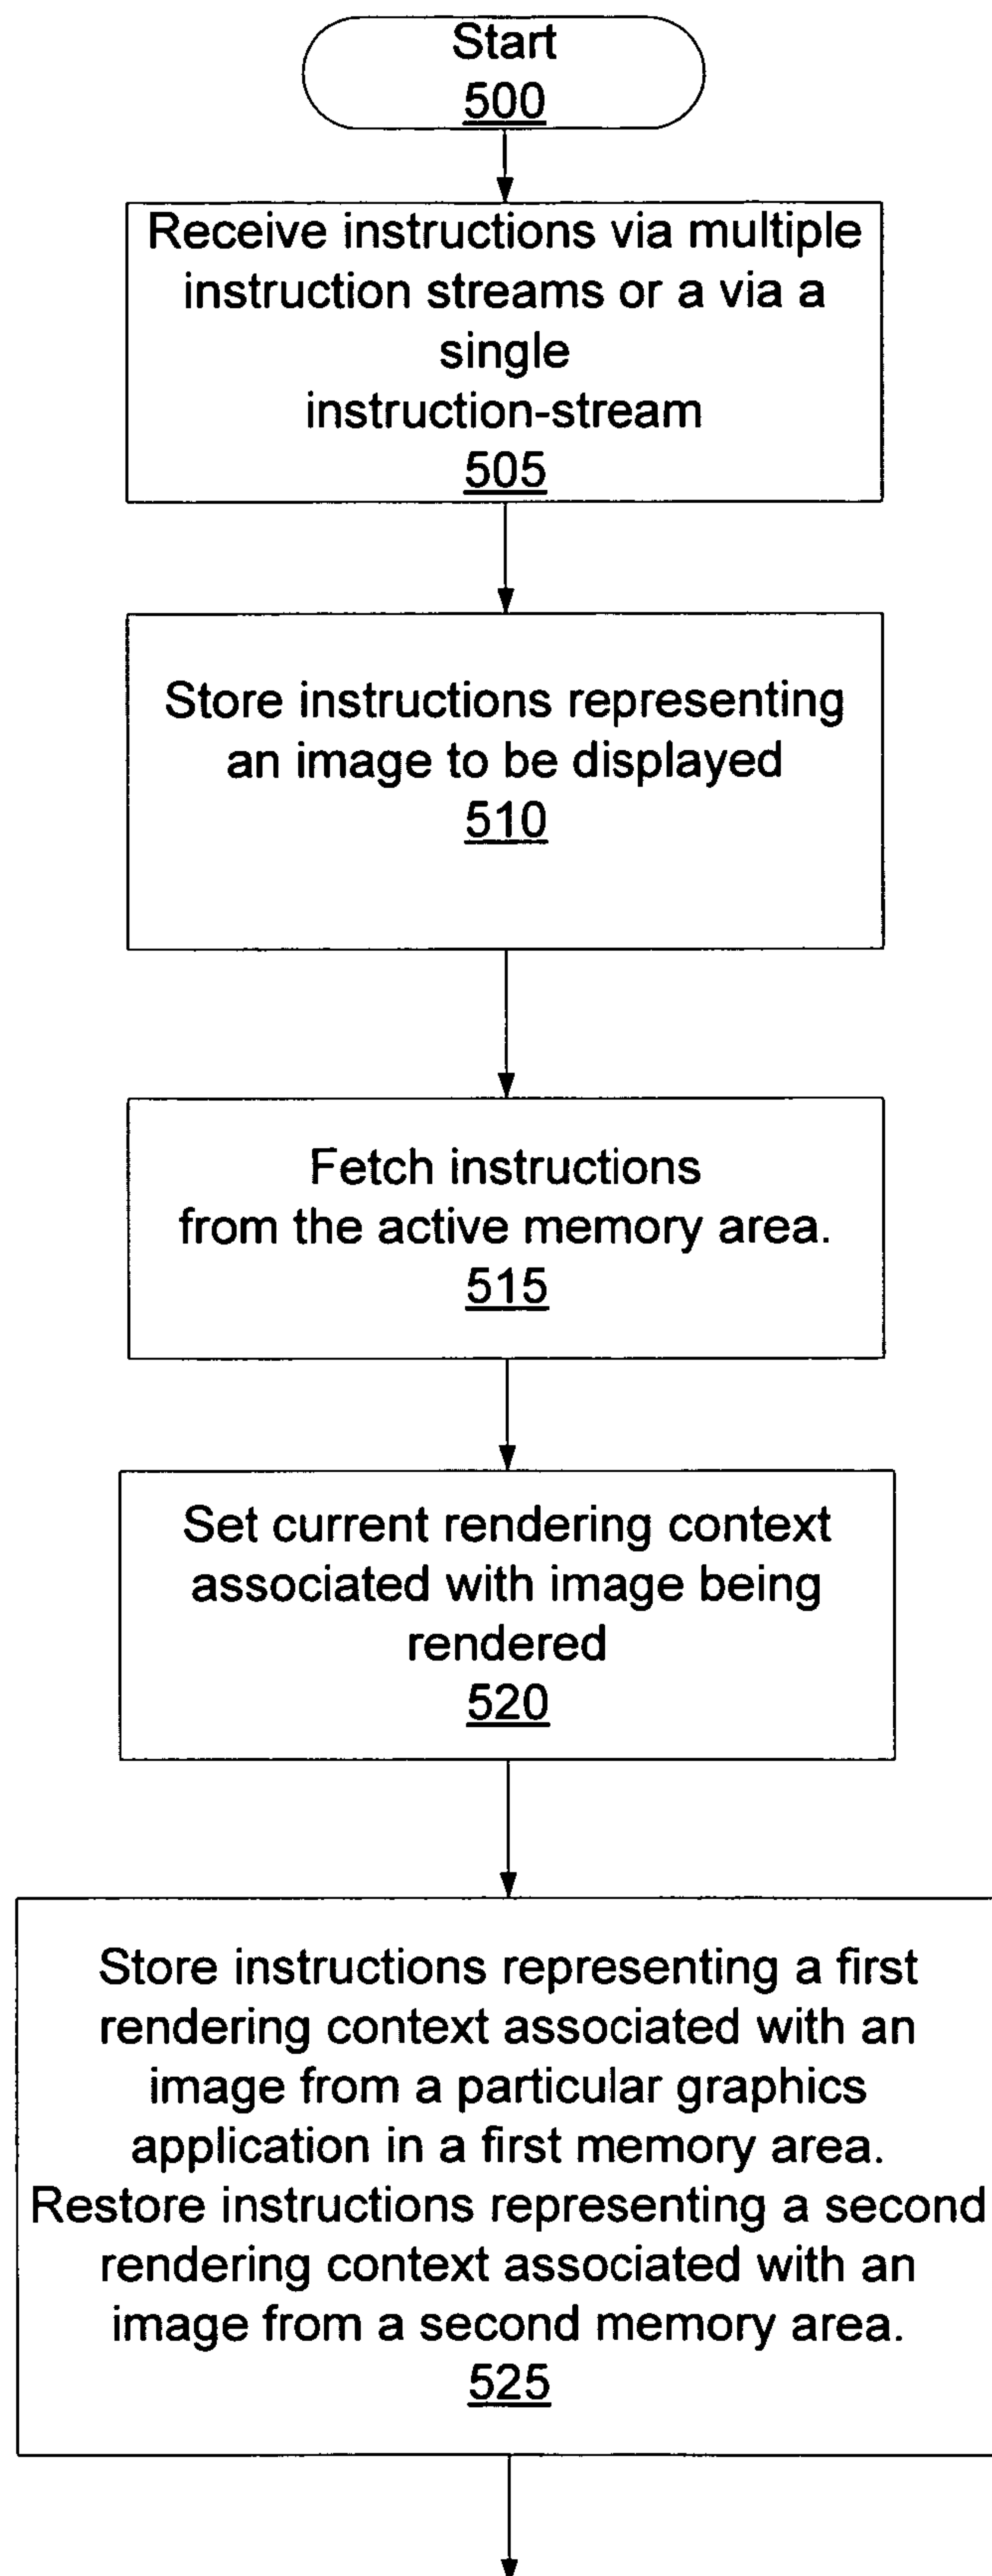 Start
500
Receive instructions via multiple
instruction streams or a via a
single
instruction-stream
505
Store instructions representing
an image to be displayed
510
Fetch instructions
from the active memory area.
515
Set current rendering context
associated with image being
rendered
520
Store instructions representing a first
rendering context associated with an
image from a particular graphics
application in a first memory area.
Restore instructions representing a second
rendering context associated with an
image from a second memory area.
525